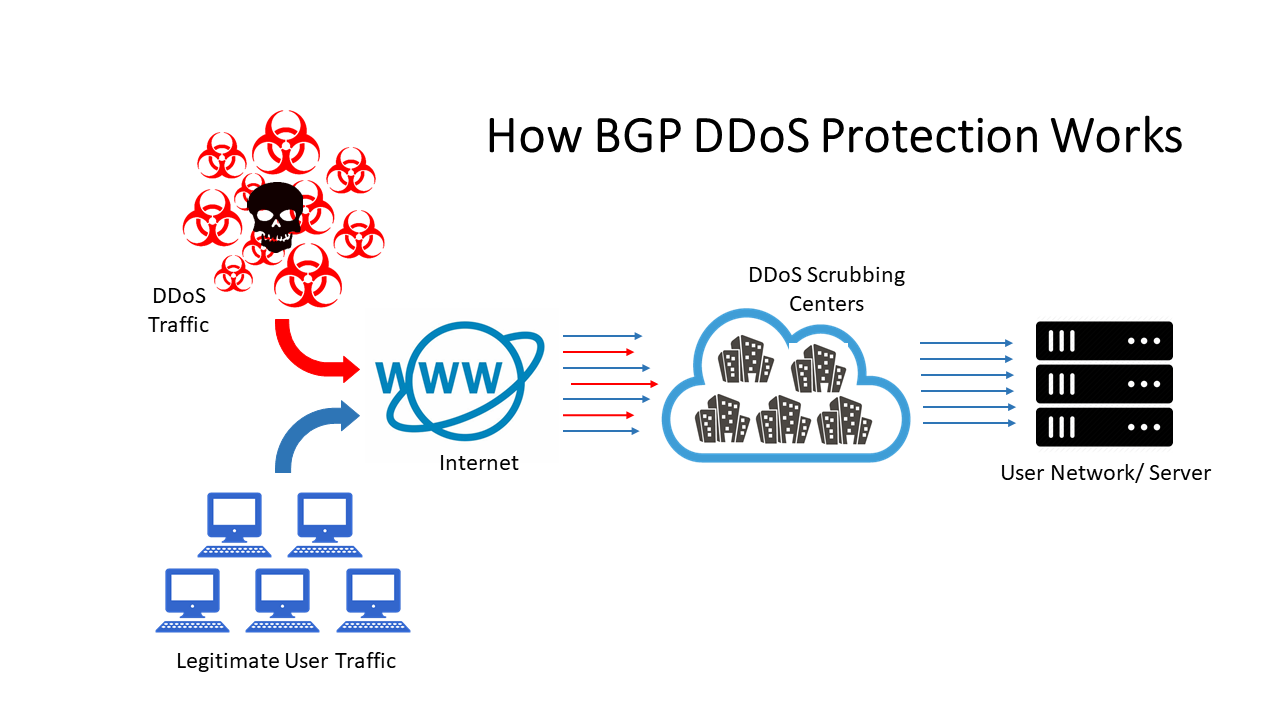 How BGP DDoS Protection Works
DDoS
Traffic
DDoS Scrubbing
Centers
WWW
Internet
User Network/ Server
Legitimate User Traffic